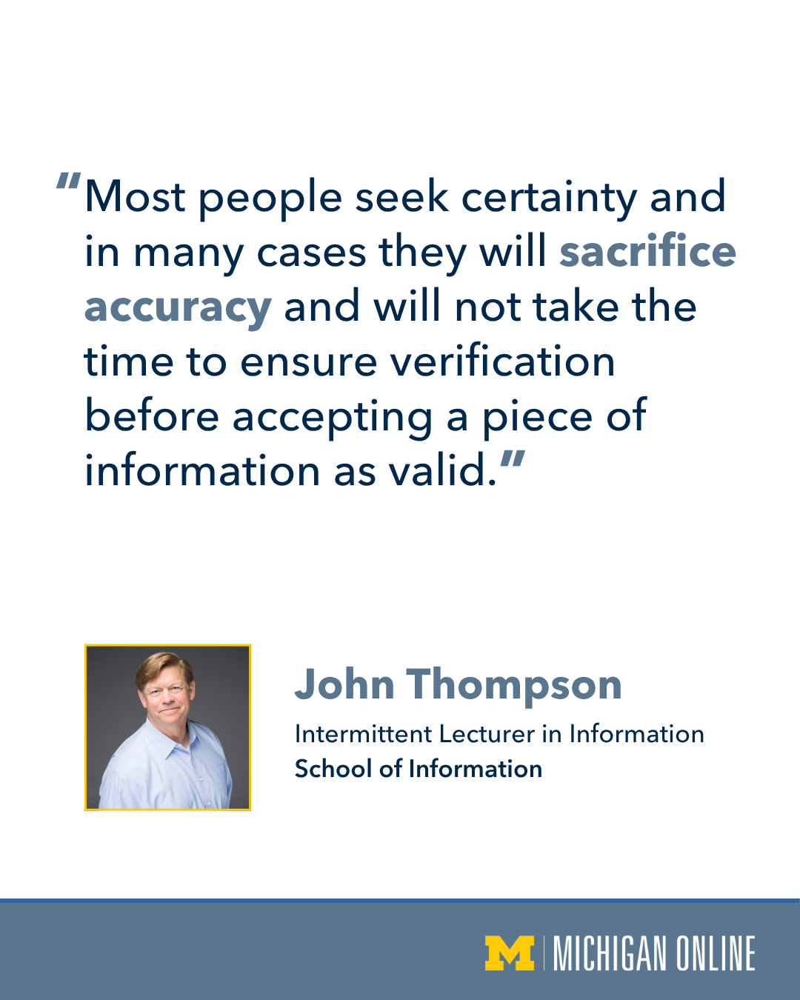 “Most people seek certainty and
in many cases they will sacrifice
accuracy and will not take the
time to ensure verification
before accepting a piece of
information as valid.”
John Thompson
Intermittent Lecturer in Information
School of Information
M | MICHIGAN ONLINE